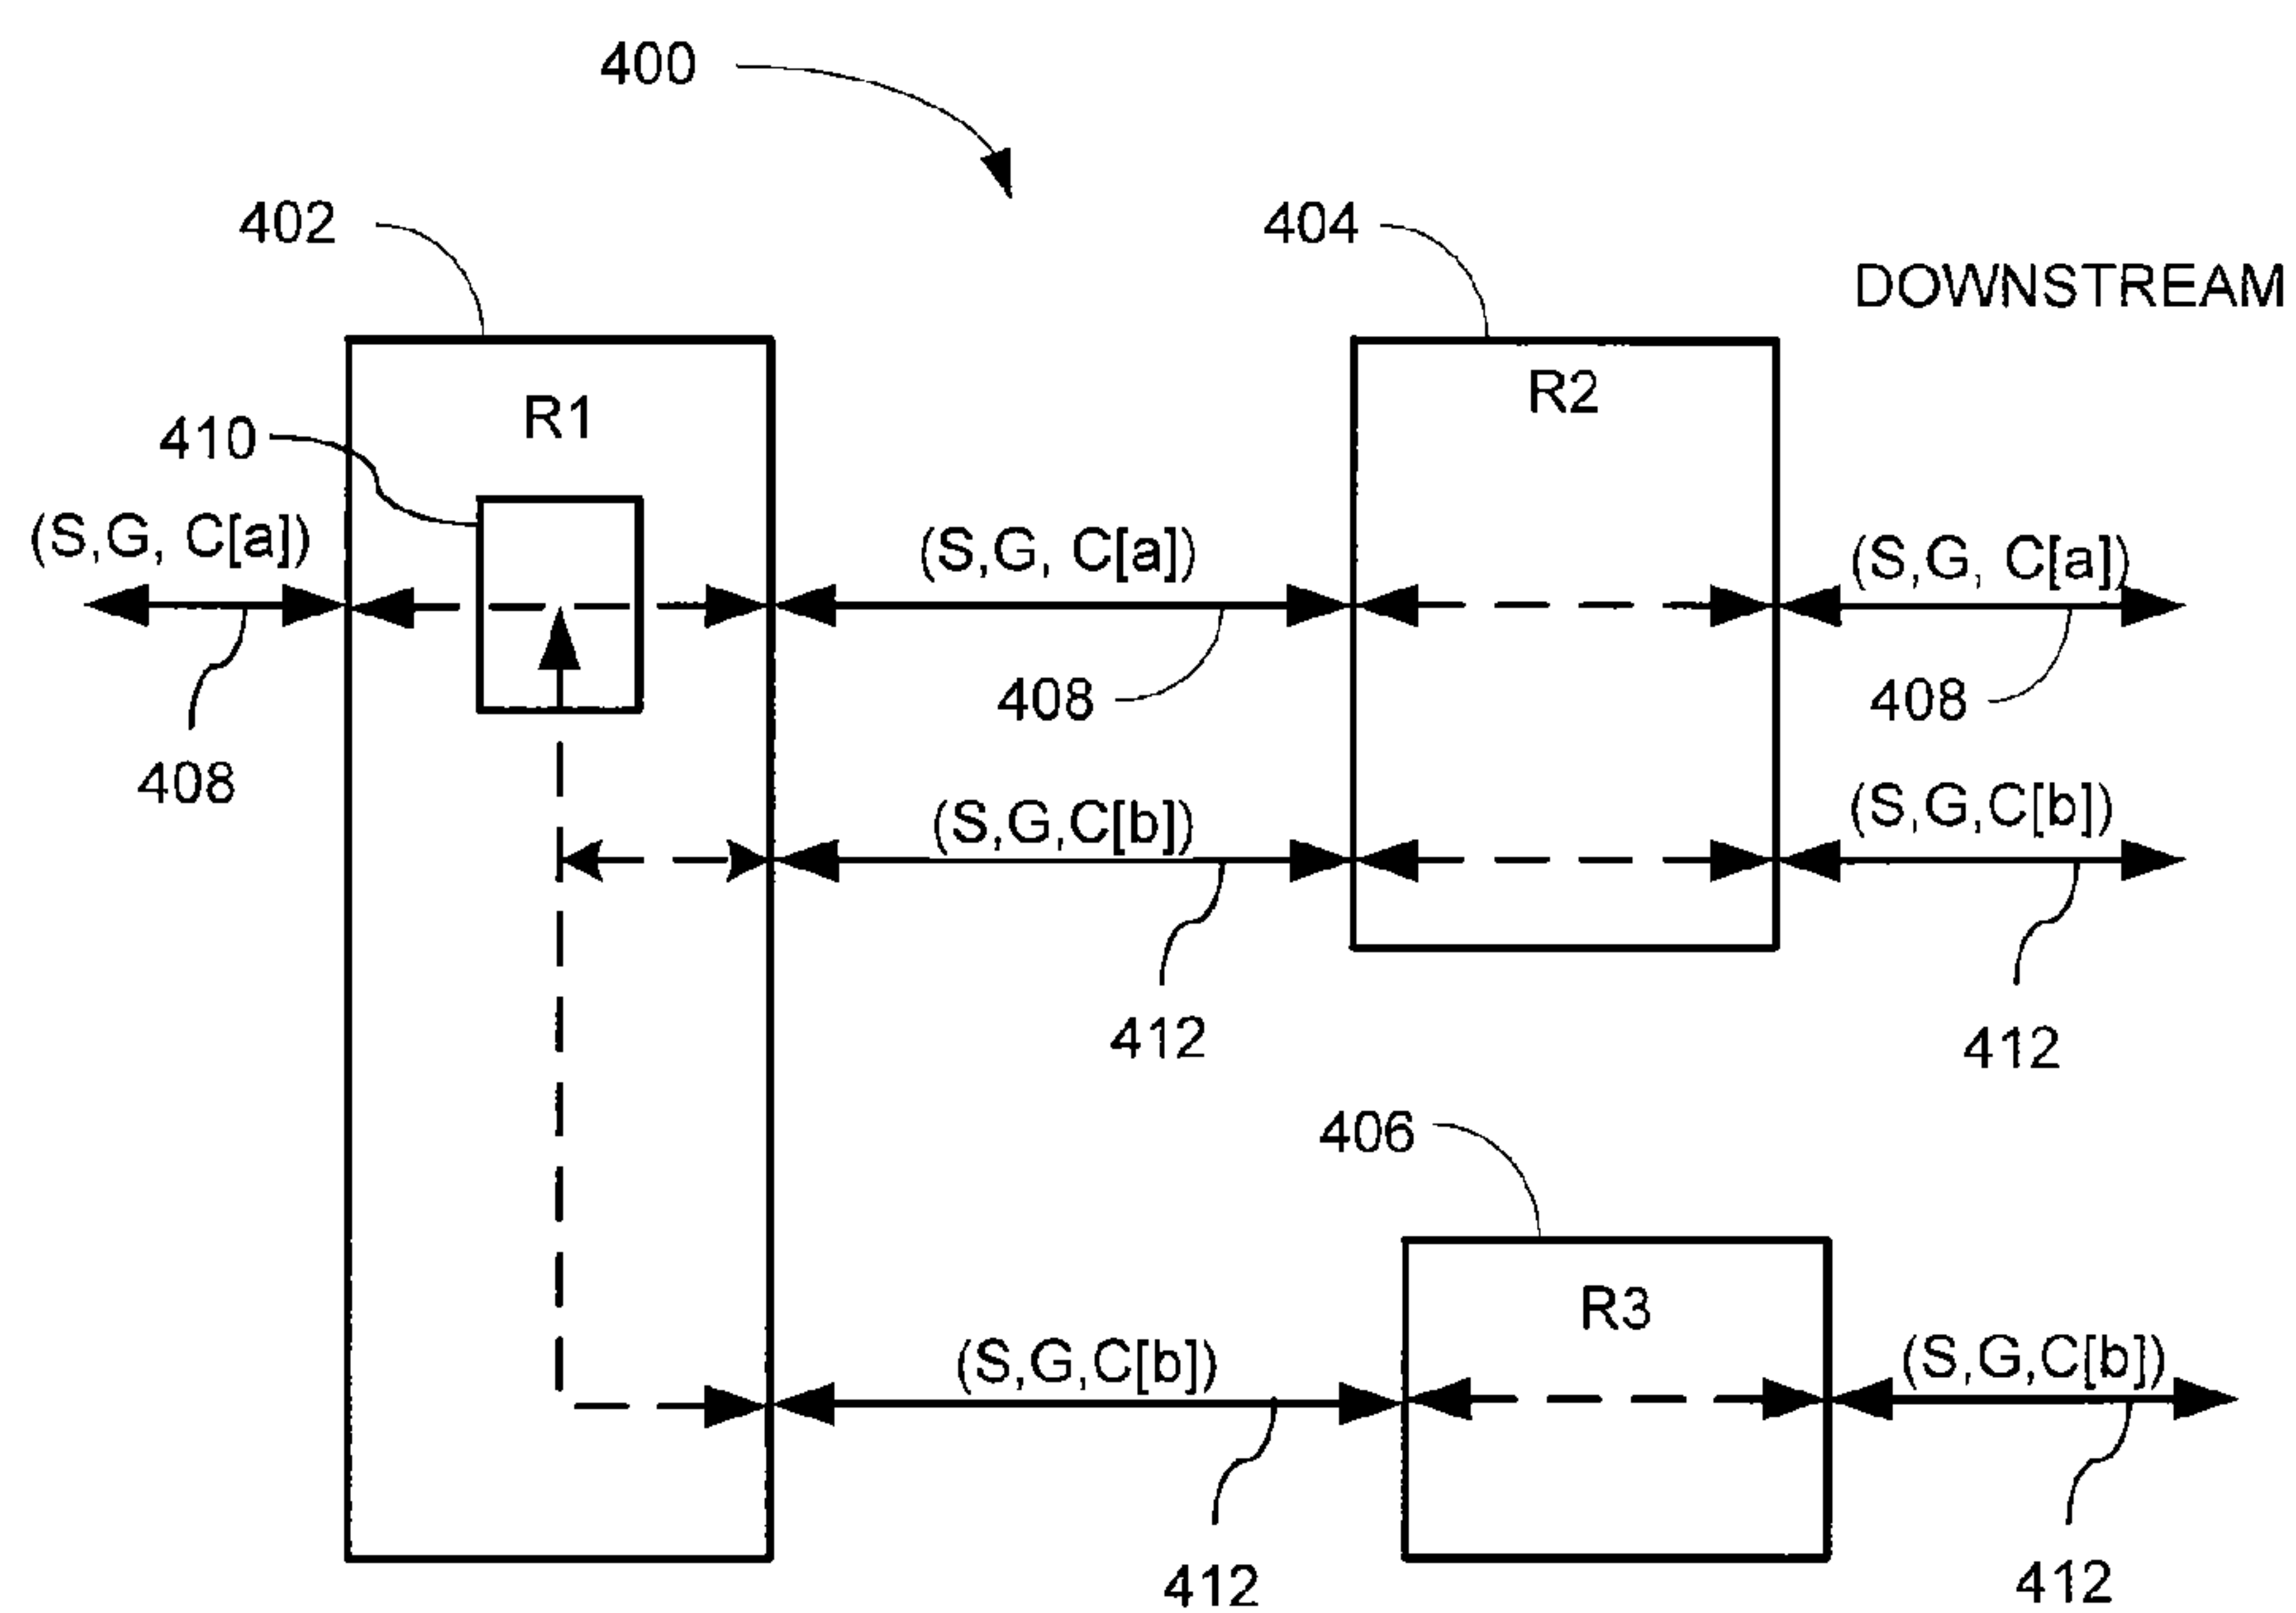 400
402
404
DOWNSTREAM
R1
R2
410
(S,G, C[a])
(S,G, C[a])
(S,G, C[a])
408
408
408
(S,G,C[b])
(S,G,C[b])
412
412
406
R3
(S,G,C[b])
(S,G,C[b])
412
412